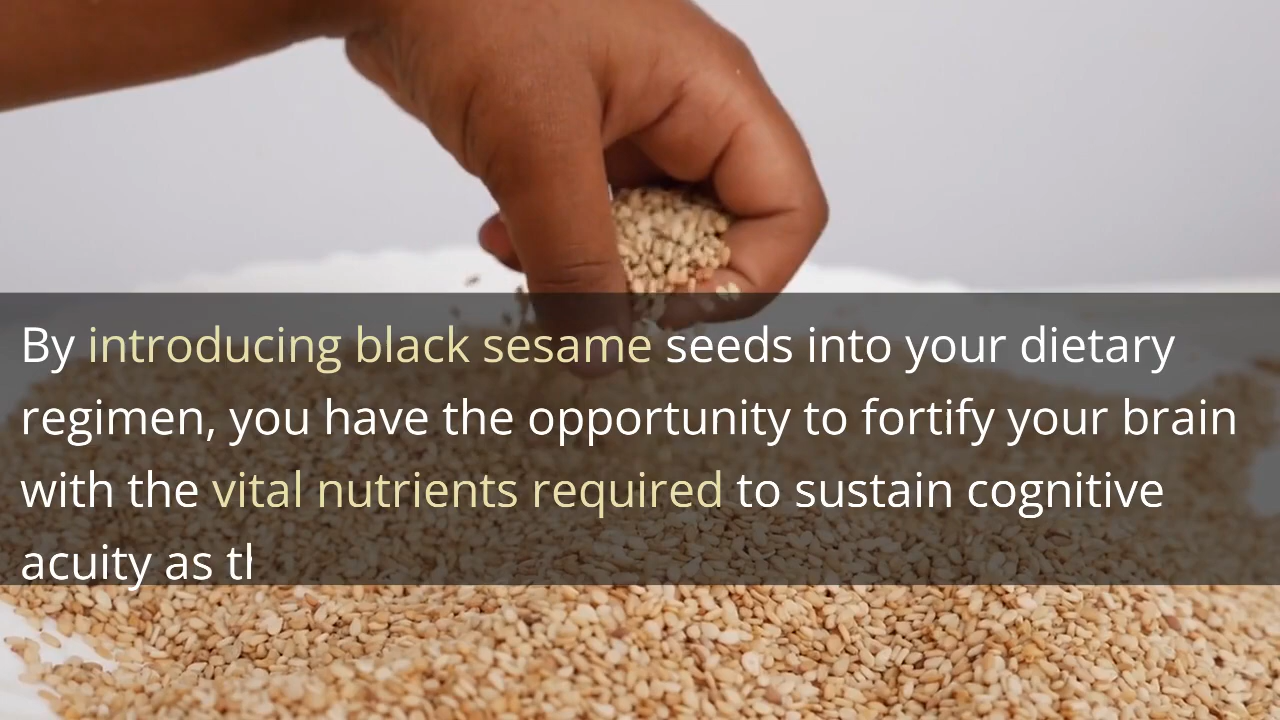 By introducing black sesame seeds into your dietary
regimen, you have the opportunity to fortify your brain
with the vital nutrients required to sustain cognitive
acuity as th